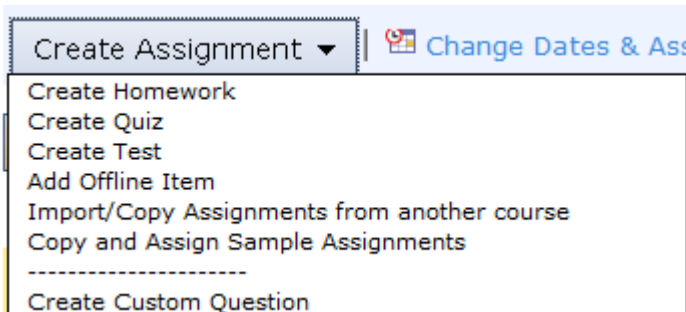 Create Assignment ▼ | Change Dates & Ass
Create Homework
Create Quiz
Create Test
Add Offline Item
Import/Copy Assignments from another course
Copy and Assign Sample Assignments
----------------------
Create Custom Question